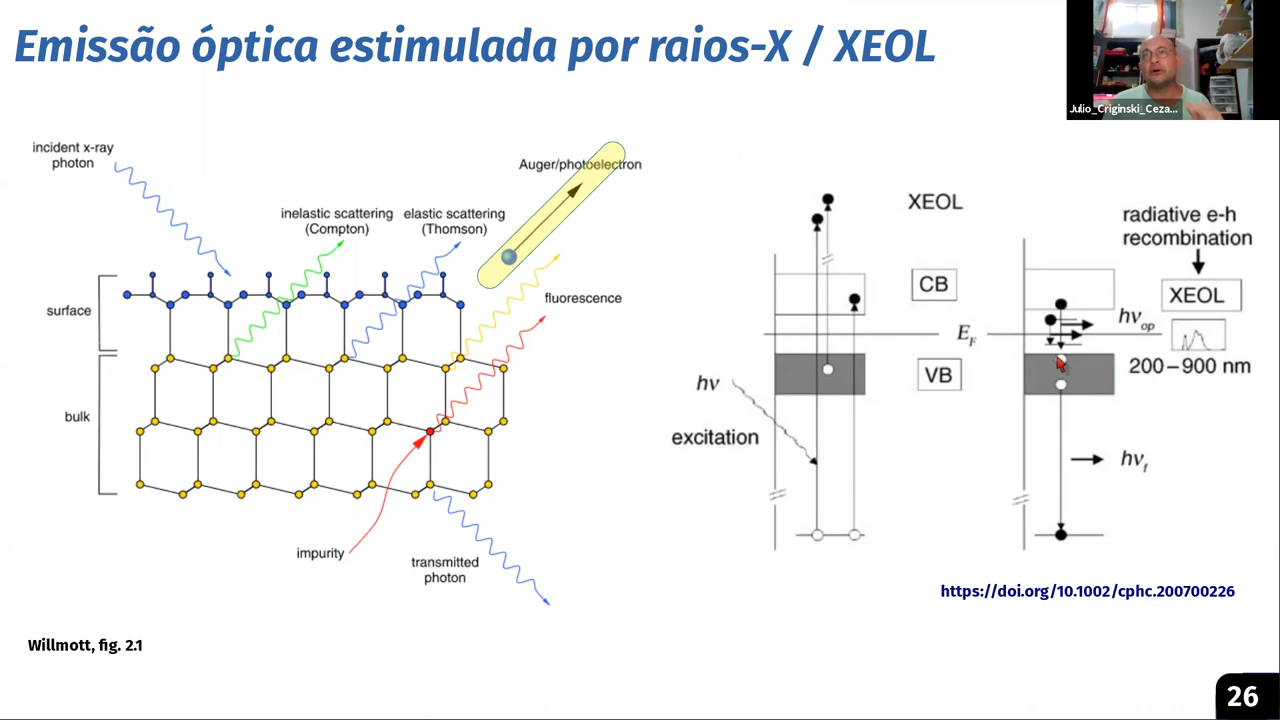 Emissão óptica estimulada por raios-X / XEOL
Julio_Criginski_Ceza...
incident x-ray
photon
Auger/photoelectron
inelastic scattering
(Compton)
elastic scattering
(Thomson)
fluorescence
surface
bulk
impurity
transmitted
photon
Willmott, fig. 2.1
XEOL
CB
E_F
VB
hν
excitation
radiative e-h
recombination
XEOL
hν_op
200–900 nm
hν_f
https://doi.org/10.1002/cphc.200700226
26